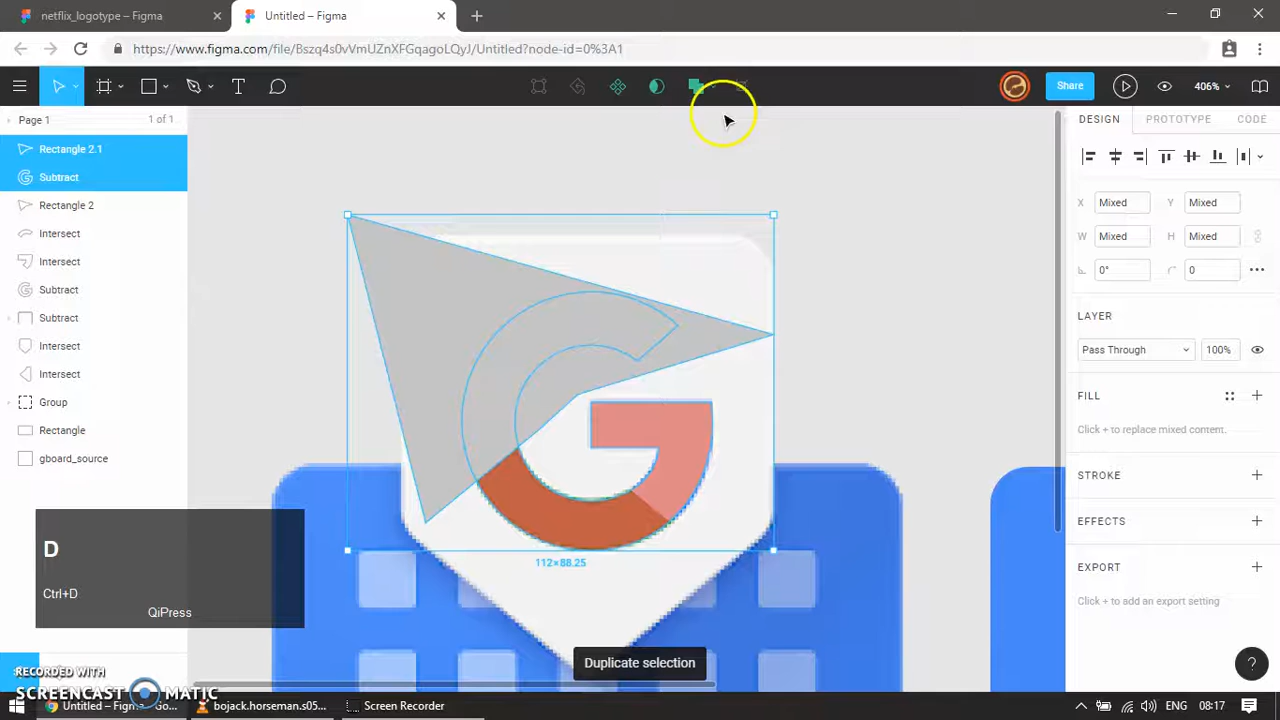 netflix_logotype – Figma
Untitled – Figma
https://www.figma.com/file/Bszq4s0vVmUZnXFGqagoLQyJ/Untitled?node-id=0%3A1
Share
406%
Page 1
1 of 1
DESIGN
PROTOTYPE
CODE
Rectangle 2.1
Subtract
Rectangle 2
Intersect
Intersect
Subtract
Subtract
Intersect
Intersect
Group
Rectangle
gboard_source
X Mixed
Y Mixed
W Mixed
H Mixed
0°
0
LAYER
Pass Through
100%
FILL
Click + to replace mixed content.
STROKE
EFFECTS
EXPORT
Click + to add an export setting
112×88.25
D
Ctrl+D
QiPress
Duplicate selection
?
RECORDED WITH
SCREENCAST MATIC
Untitled – Figma - Go...
bojack.horseman.s05...
Screen Recorder
ENG
08:17